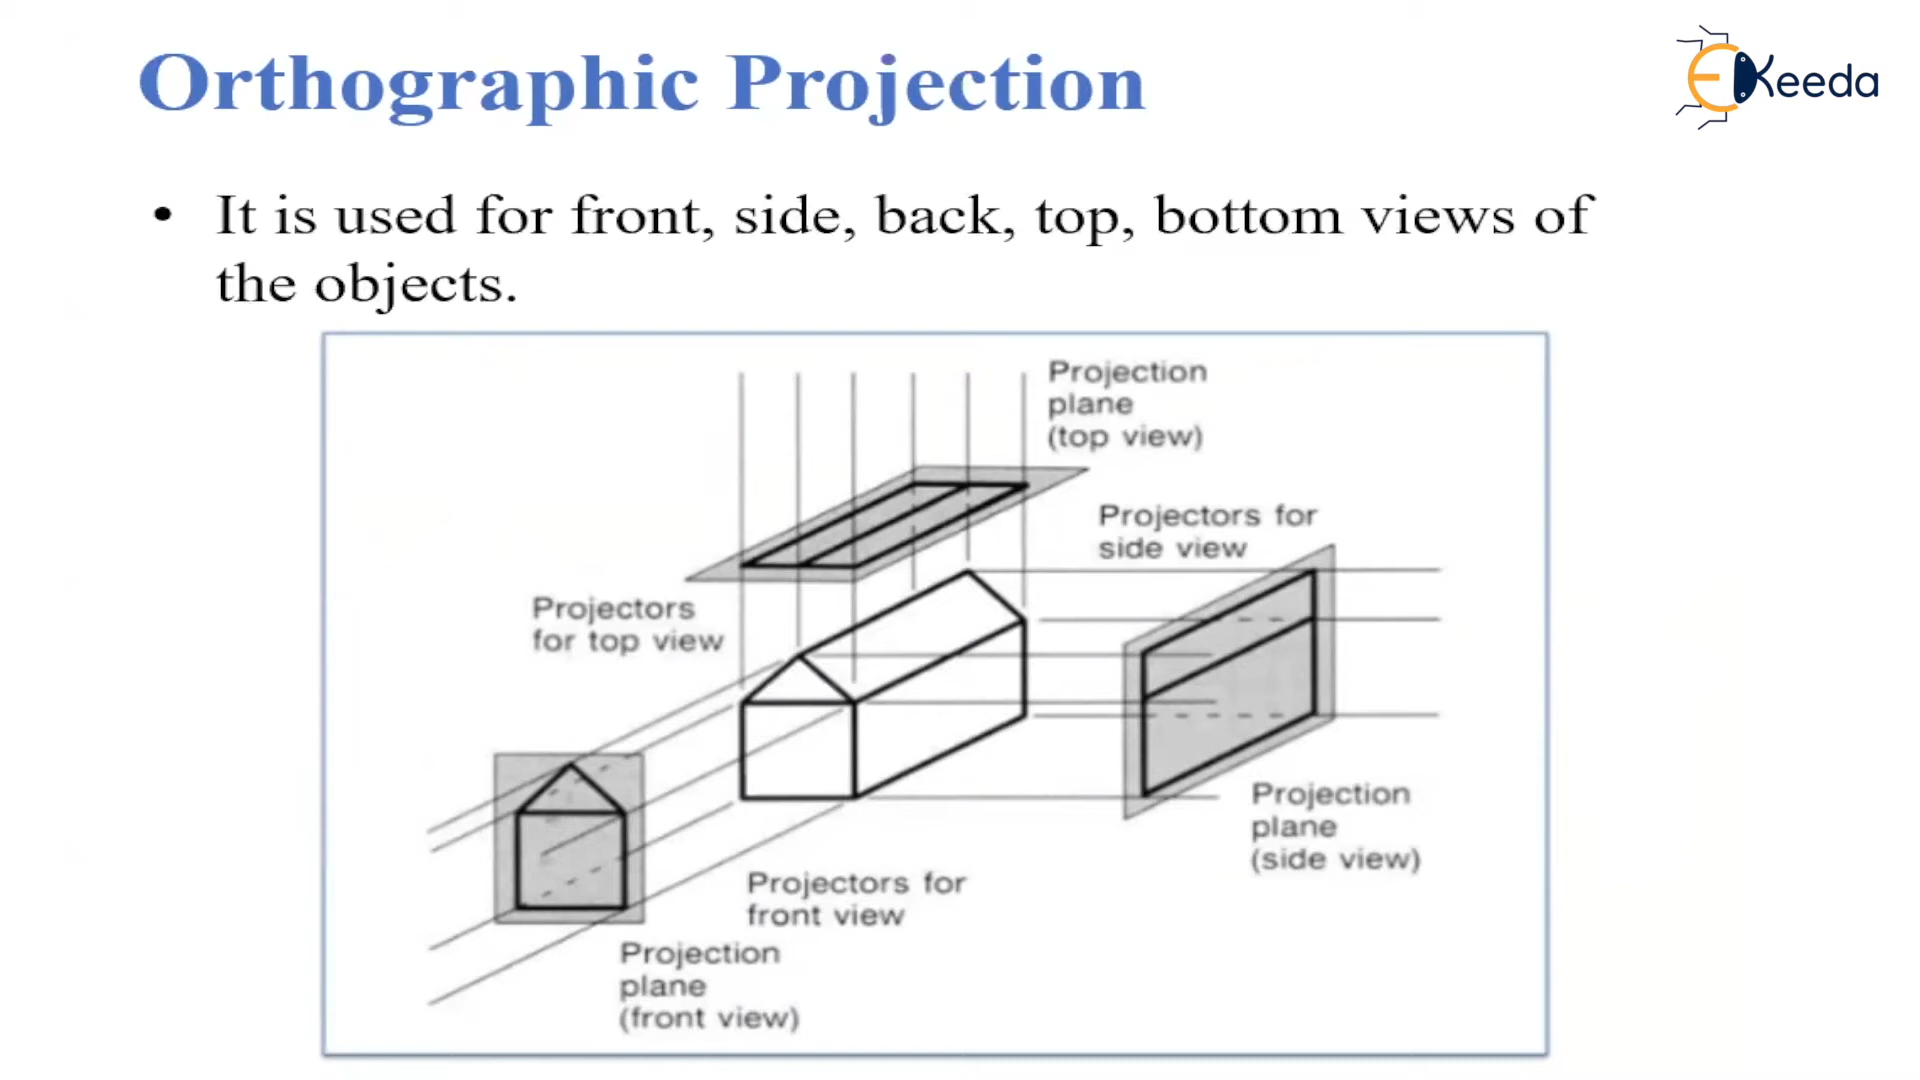 Orthographic Projection
EKeeda
• It is used for front, side, back, top, bottom views of
the objects.
Projection
plane
(top view)
Projectors for
side view
Projectors
for top view
Projection
plane
(side view)
Projectors for
front view
Projection
plane
(front view)